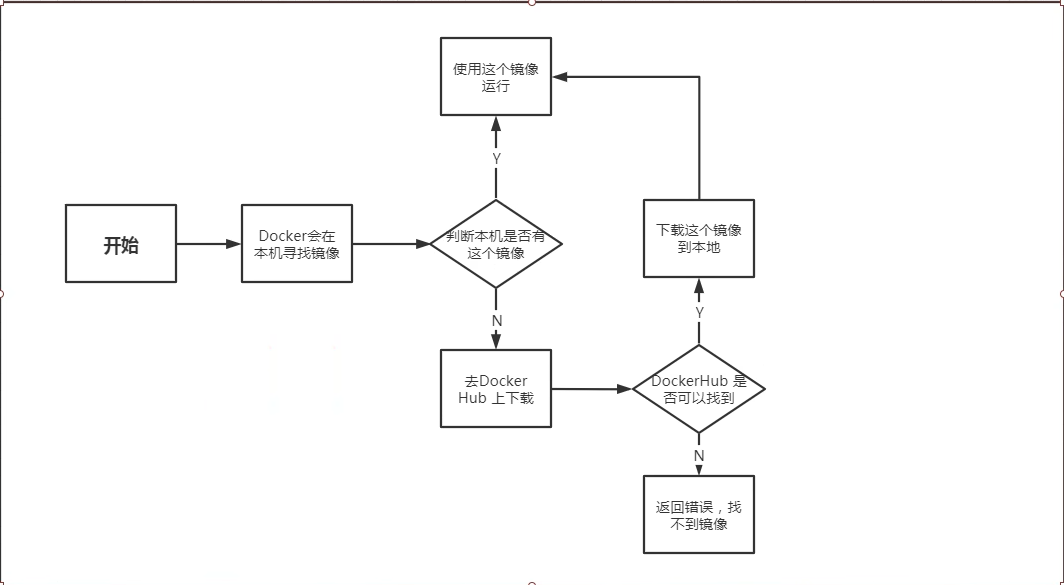 使用这个镜像
运行
Y
开始
Docker会在
本机寻找镜像
判断本机是否有
这个镜像
下载这个镜像
到本地
Y
N
去Docker
Hub 上下载
DockerHub 是
否可以找到
N
返回错误，找
不到镜像